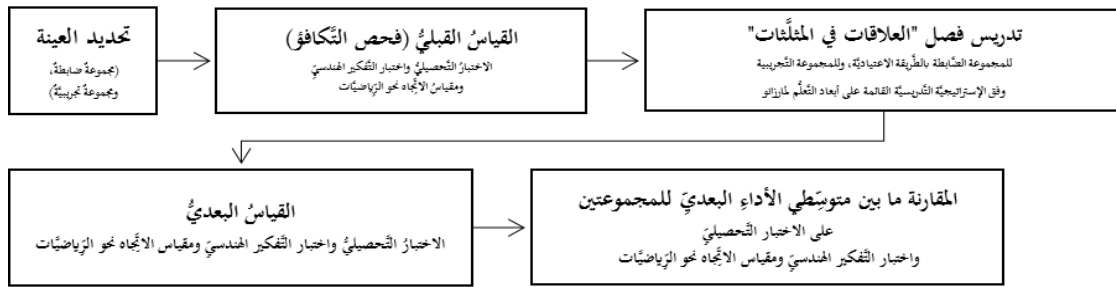 تحديد العينة
(مجموعةٌ ضابطةٌ،
ومجموعةٌ تجريبيَّةٌ)
القياسُ القبليُّ (فحص التَّكافؤ)
الاختبارُ التَّحصيليُّ واختبار التَّفكير الهندسيِّ
ومقياسُ الاتِّجاه نحو الرِّياضيَّات
تدريس فصل "العلاقات في المثلَّثات"
للمجموعة الضَّابطة بالطَّريقة الاعتياديَّة، وللمجموعة التَّجريبية
وفق الإستراتيجيَّة التَّدريسيَّة القائمة على أبعاد التَّعلُّم لمارزانو
القياسُ البعديُّ
الاختبارُ التَّحصيليُّ واختبار التَّفكير الهندسيِّ ومقياس الاتِّجاه نحو الرِّياضيَّات
المقارنة ما بين متوسِّطي الأداءِ البعديِّ للمجموعتين
على الاختبار التَّحصيليِّ
واختبار التَّفكير الهندسيِّ ومقياس الاتِّجاه نحو الرِّياضيَّات